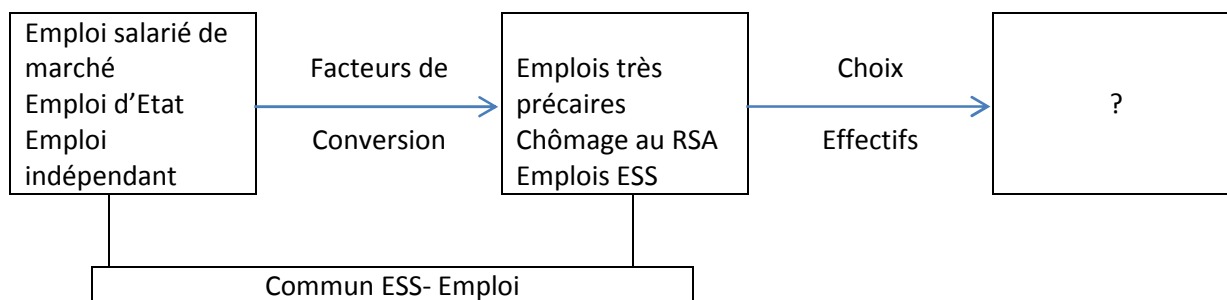 Emploi salarié de
marché
Emploi d’Etat
Emploi
indépendant
Facteurs de
Conversion
Emplois très
précaires
Chômage au RSA
Emplois ESS
Choix
Effectifs
?
Commun ESS- Emploi